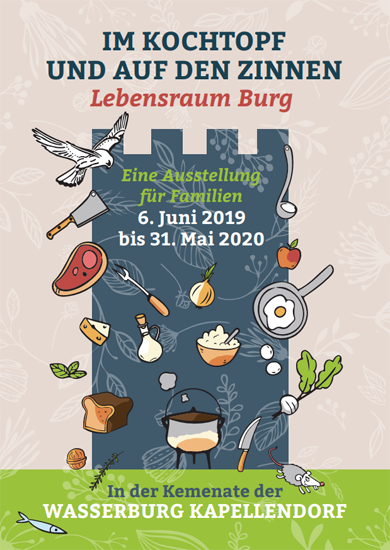 IM KOCHTOPF
UND AUF DEN ZINNEN
Lebensraum Burg
Eine Ausstellung
für Familien
6. Juni 2019
bis 31. Mai 2020
In der Kemenate der
WASSERBURG KAPELLENDORF